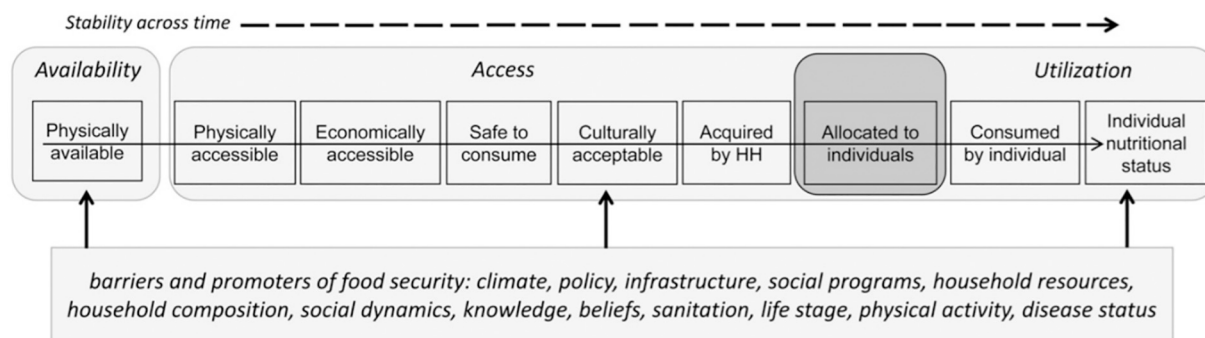 Stability across time
Availability
Access
Utilization
Physically
available
Physically
accessible
Economically
accessible
Safe to
consume
Culturally
acceptable
Acquired
by HH
Allocated to
individuals
Consumed
by individual
Individual
nutritional
status
barriers and promoters of food security: climate, policy, infrastructure, social programs, household resources,
household composition, social dynamics, knowledge, beliefs, sanitation, life stage, physical activity, disease status